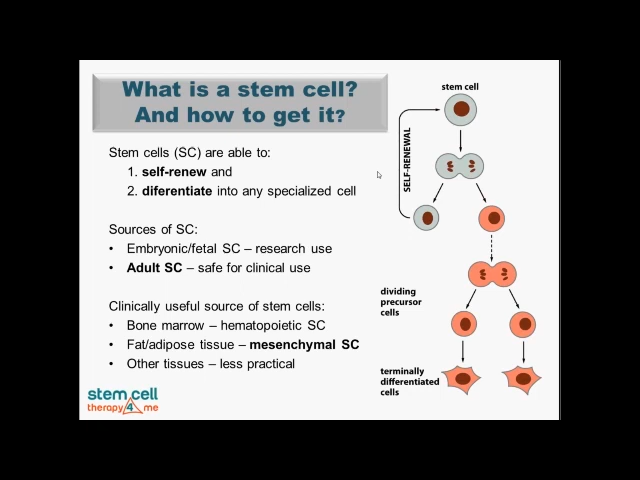 What is a stem cell?
And how to get it?
Stem cells (SC) are able to:
1. self-renew and
2. diferentiate into any specialized cell
Sources of SC:
• Embryonic/fetal SC – research use
• Adult SC – safe for clinical use
Clinically useful source of stem cells:
• Bone marrow – hematopoietic SC
• Fat/adipose tissue – mesenchymal SC
• Other tissues – less practical
stem cell
therapy 4 me
stem cell
SELF-RENEWAL
dividing
precursor
cells
terminally
differentiated
cells